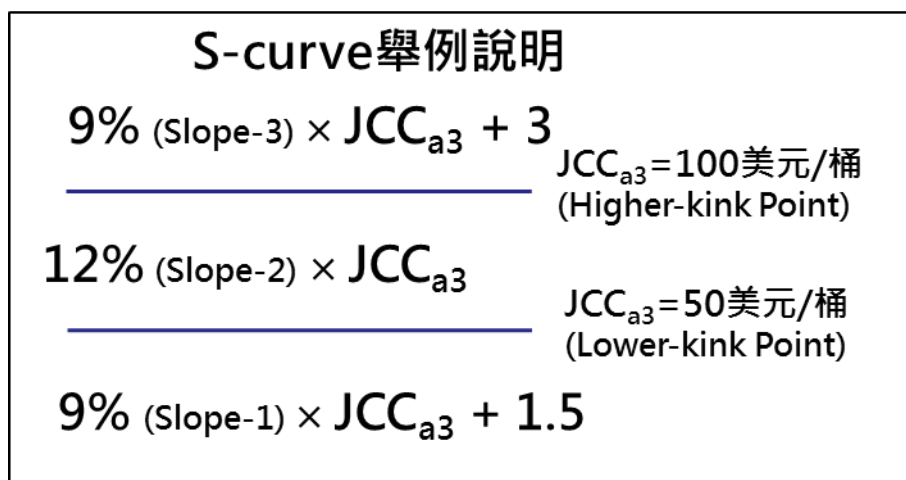 S-curve舉例說明
9% (Slope-3) × JCCa3 + 3
JCCa3=100美元/桶
(Higher-kink Point)
12% (Slope-2) × JCCa3
JCCa3=50美元/桶
(Lower-kink Point)
9% (Slope-1) × JCCa3 + 1.5